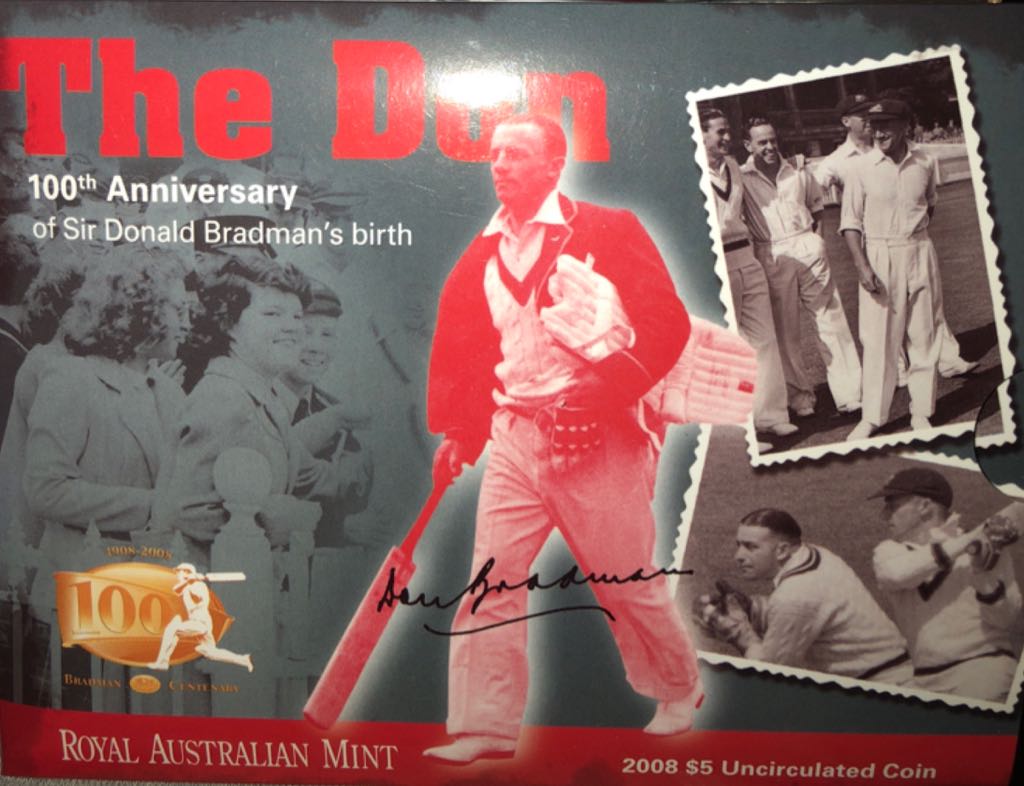 The Don
100th Anniversary
of Sir Donald Bradman's birth
Don Bradman
1908-2008
100
BRADMAN CENTENARY
ROYAL AUSTRALIAN MINT
2008 $5 Uncirculated Coin